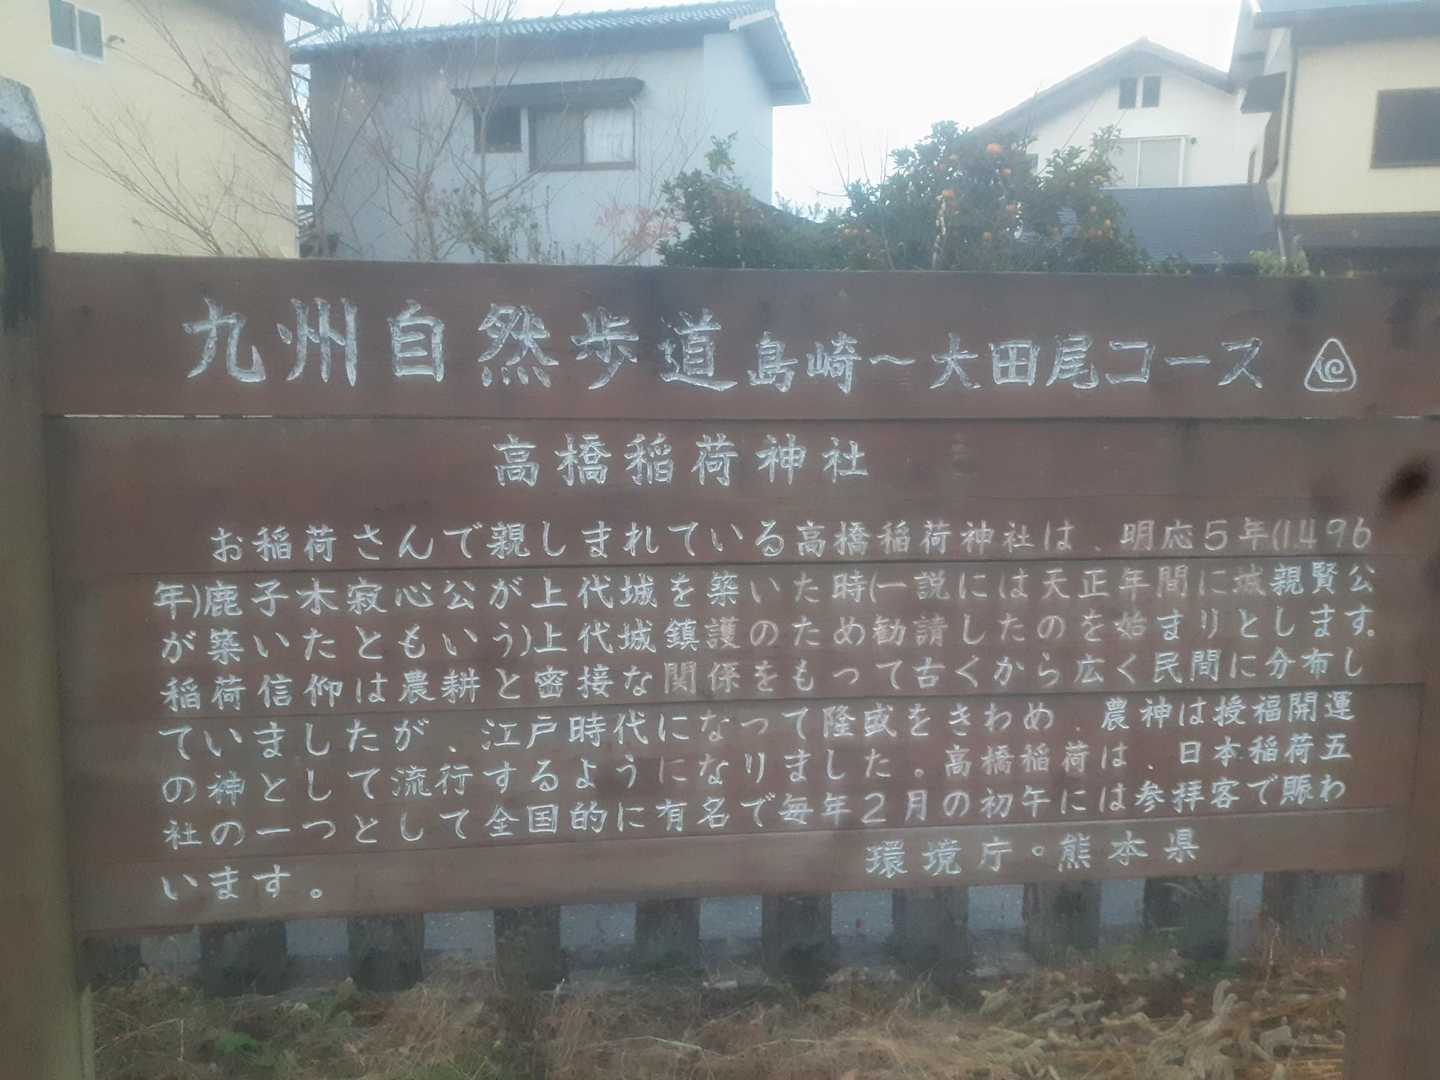 九州自然歩道 島崎～大田尾コース
高橋稲荷神社
お稲荷さんで親しまれている高橋稲荷神社は、明応5年(1496
年)鹿子木寂心公が上代城を築いた時(一説には天正年間に城親賢公
が築いたともいう)上代城鎮護のため勧請したのを始まりとします。
稲荷信仰は農耕と密接な関係をもって古くから広く民間に分布し
ていましたが、江戸時代になって隆盛をきわめ、農神は授福開運
の神として流行するようになりました。高橋稲荷は、日本稲荷五
社の一つとして全国的に有名で毎年2月の初午には参拝客で賑わ
います。
環境庁・熊本県